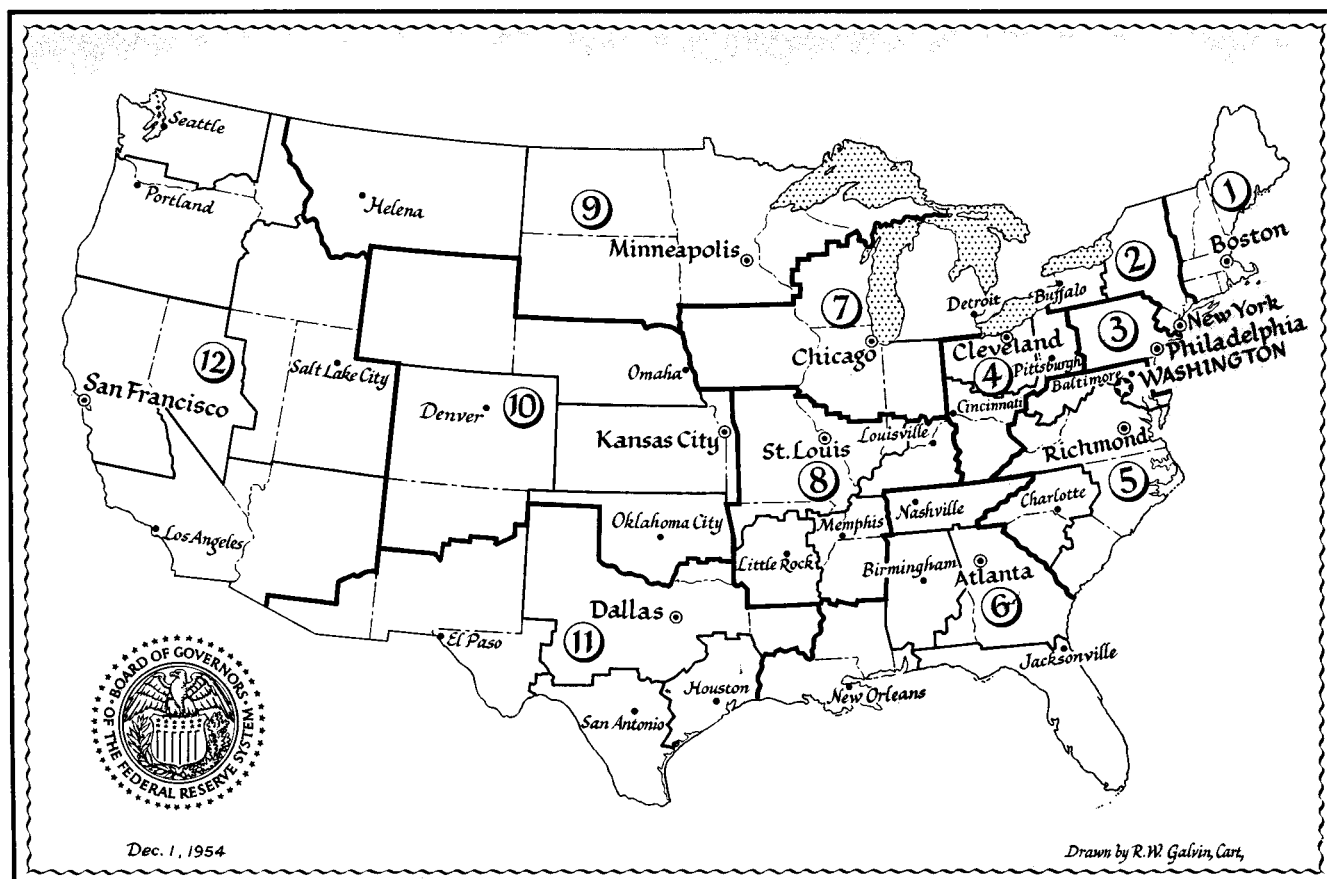 Seattle
Portland
Helena
9
Minneapolis
1
Boston
2
Buffalo
Detroit
7
Chicago
3
New York
Philadelphia
WASHINGTON
Cleveland
Pittsburgh
4
Baltimore
Cincinnati
12
San Francisco
Salt Lake City
Omaha
Denver
10
Kansas City
St. Louis
8
Louisville
Richmond
5
Los Angeles
Oklahoma City
Little Rock
Memphis
Nashville
Charlotte
Birmingham
Atlanta
6
Dallas
11
El Paso
Houston
San Antonio
New Orleans
Jacksonville
BOARD OF GOVERNORS
OF THE FEDERAL RESERVE SYSTEM
Dec. 1, 1954
Drawn by R.W. Galvin, Cart,